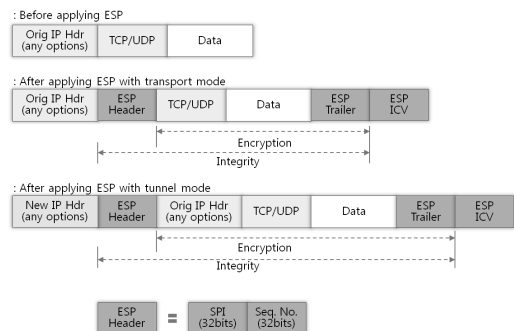 : Before applying ESP
Orig IP Hdr
(any options)
TCP/UDP
Data
: After applying ESP with transport mode
Orig IP Hdr
(any options)
ESP
Header
TCP/UDP
Data
ESP
Trailer
ESP
ICV
Encryption
Integrity
: After applying ESP with tunnel mode
New IP Hdr
(any options)
ESP
Header
Orig IP Hdr
(any options)
TCP/UDP
Data
ESP
Trailer
ESP
ICV
Encryption
Integrity
ESP
Header
=
SPI
(32bits)
Seq. No.
(32bits)